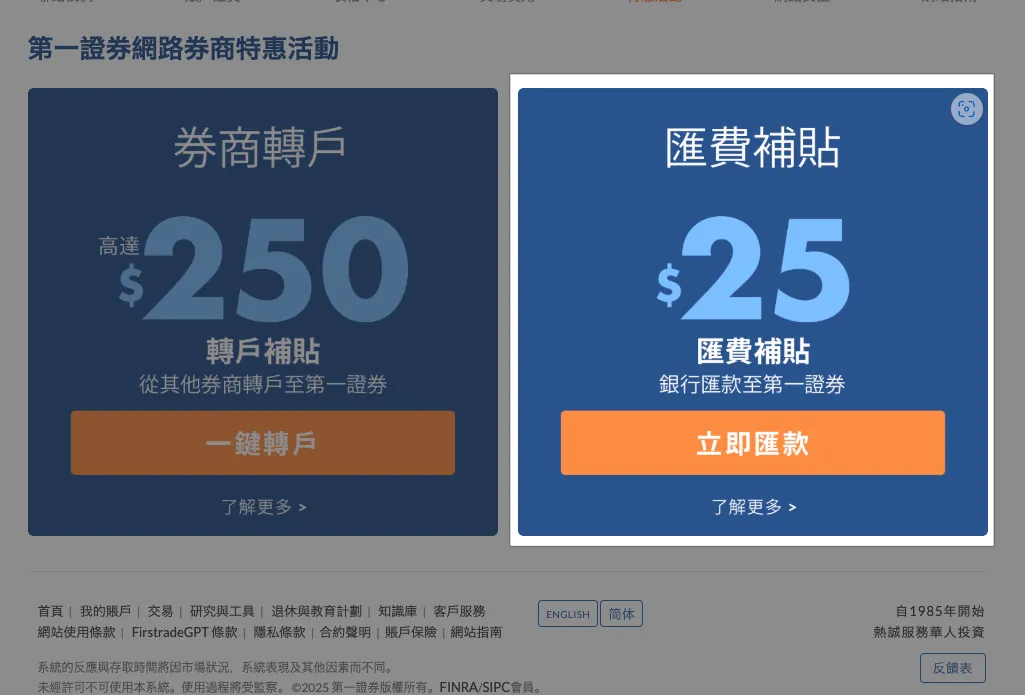 第一證券網路券商特惠活動
券商轉戶
高達
$250
轉戶補貼
從其他券商轉戶至第一證券
一鍵轉戶
了解更多 >
匯費補貼
$25
匯費補貼
銀行匯款至第一證券
立即匯款
了解更多 >
首頁 | 我的賬戶 | 交易 | 研究與工具 | 退休與教育計劃 | 知識庫 | 客戶服務
網站使用條款 | FirstradeGPT 條款 | 隱私條款 | 合約聲明 | 賬戶保險 | 網站指南
ENGLISH
简体
自1985年開始
熱誠服務華人投資
系統的反應與存取時間將因市場狀況，系統表現及其他因素而不同。
未經許可不可使用本系統。使用過程將受監察。 ©2025 第一證券版權所有。FINRA/SIPC會員。
反饋表